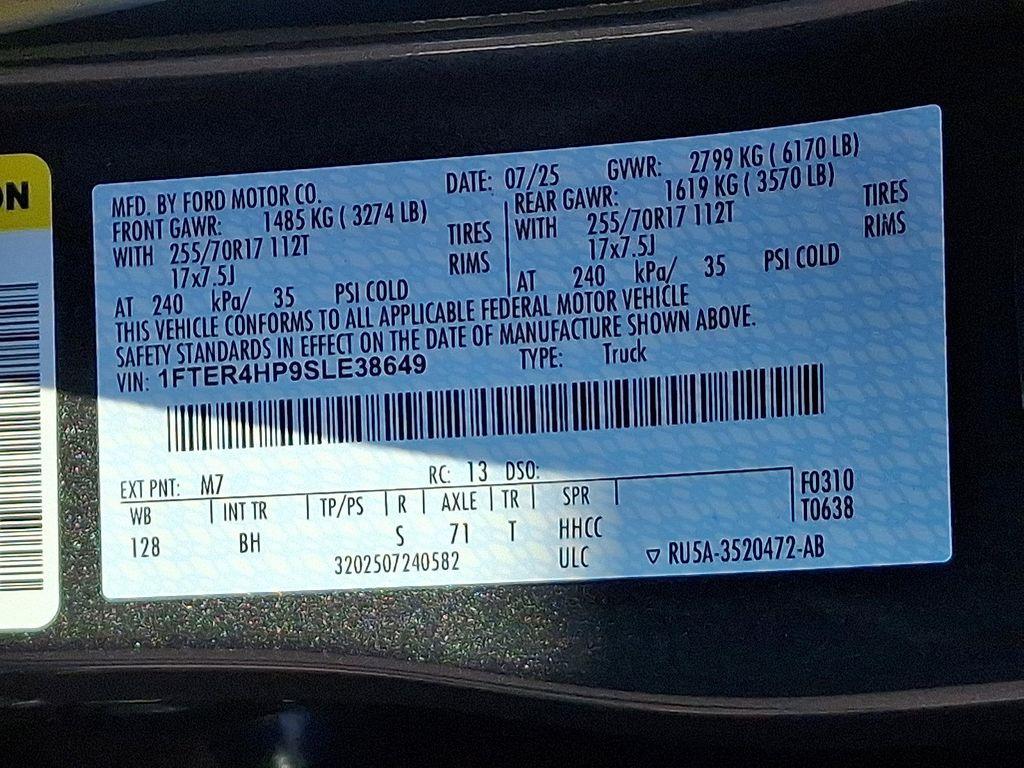 ON
MFD. BY FORD MOTOR CO. DATE: 07/25 GVWR: 2799 KG ( 6170 LB)
FRONT GAWR: 1485 KG ( 3274 LB) REAR GAWR: 1619 KG ( 3570 LB)
WITH 255/70R17 112T TIRES WITH 255/70R17 112T TIRES
17x7.5J RIMS 17x7.5J RIMS
AT 240 kPa/ 35 PSI COLD AT 240 kPa/ 35 PSI COLD
THIS VEHICLE CONFORMS TO ALL APPLICABLE FEDERAL MOTOR VEHICLE
SAFETY STANDARDS IN EFFECT ON THE DATE OF MANUFACTURE SHOWN ABOVE.
VIN: 1FTER4HP9SLE38649 TYPE: Truck
EXT PNT: M7 RC: 13 DSO: F0310
WB INT TR TP/PS R AXLE TR SPR T0638
128 BH S 71 T HHCC
3202507240582 ULC ▽ RU5A-3520472-AB